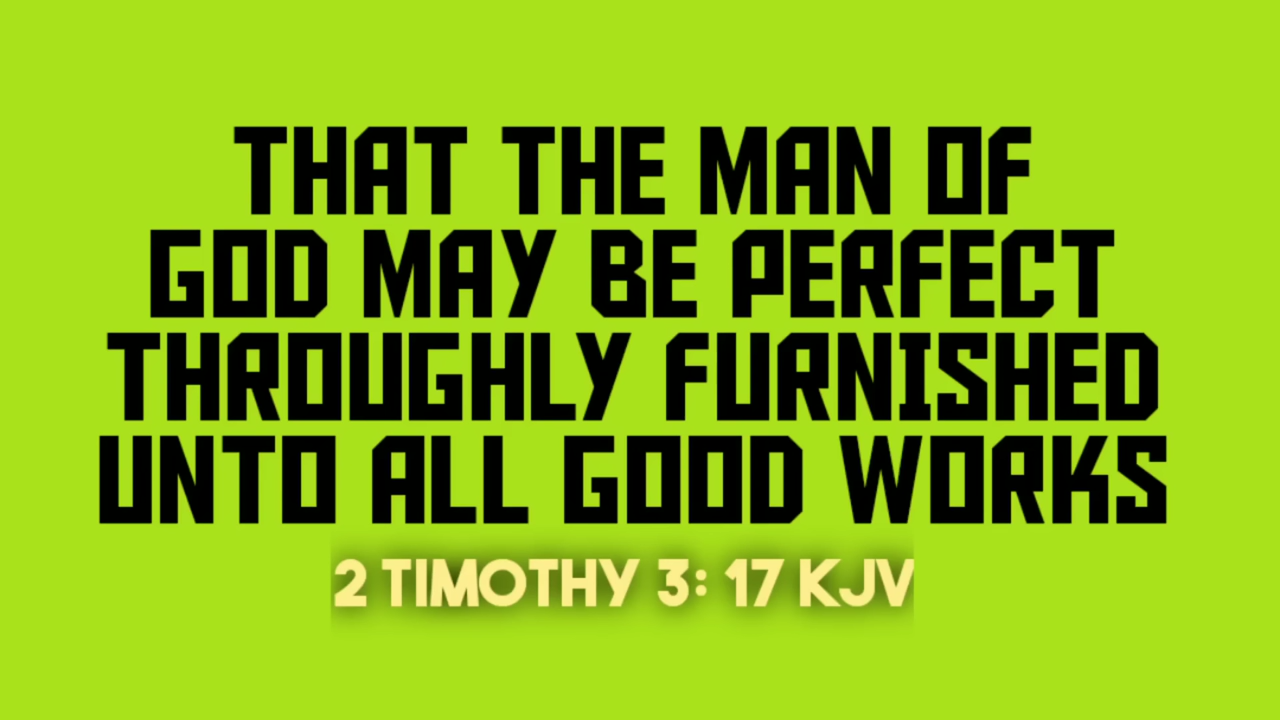 THAT THE MAN OF
GOD MAY BE PERFECT
THROUGHLY FURNISHED
UNTO ALL GOOD WORKS
2 TIMOTHY 3: 17 KJV